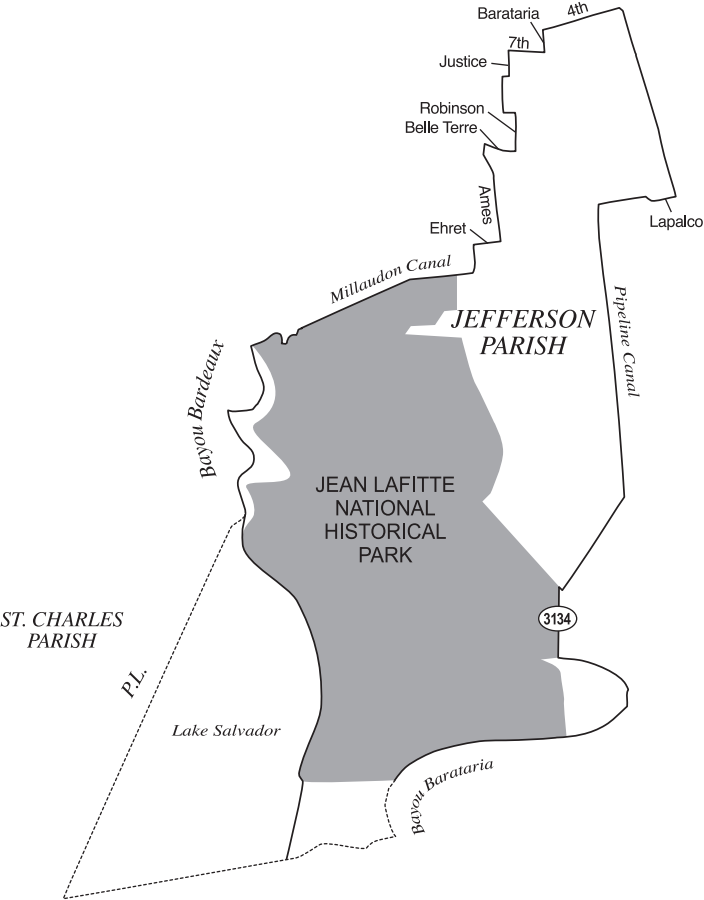 Barataria
4th
7th
Justice
Robinson
Belle Terre
Ames
Lapalco
Ehret
Millaudon Canal
Pipeline Canal
JEFFERSON
PARISH
Bayou Bardeaux
JEAN LAFITTE
NATIONAL
HISTORICAL
PARK
3134
ST. CHARLES
PARISH
P.L.
Lake Salvador
Bayou Barataria